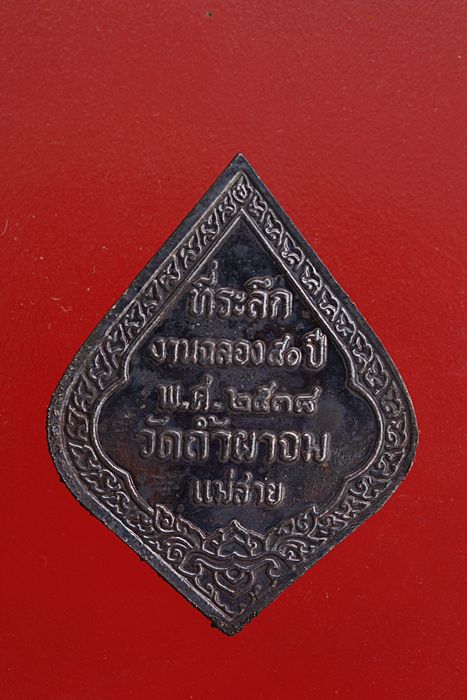 ที่ระลึก
งานฉลอง๘๐ปี
พ.ศ.๒๕๓๘
วัดถ้ำผาจม
แม่สาย